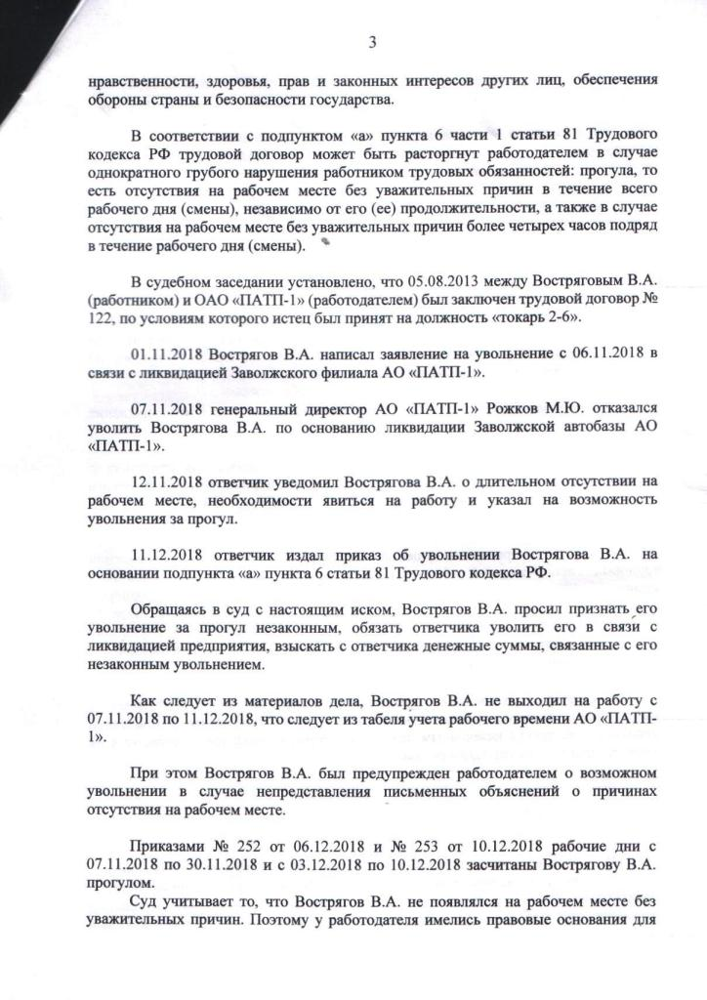 3
нравственности, здоровья, прав и законных интересов других лиц, обеспечения
обороны страны и безопасности государства.
В соответствии с подпунктом «а» пункта 6 части 1 статьи 81 Трудового
кодекса РФ трудовой договор может быть расторгнут работодателем в случае
однократного грубого нарушения работником трудовых обязанностей: прогула, то
есть отсутствия на рабочем месте без уважительных причин в течение всего
рабочего дня (смены), независимо от его (ее) продолжительности, а также в случае
отсутствия на рабочем месте без уважительных причин более четырех часов подряд
в течение рабочего дня (смены).
В судебном заседании установлено, что 05.08.2013 между Востряговым В.А.
(работником) и ОАО «ПАТП-1» (работодателем) был заключен трудовой договор №
122, по условиям которого истец был принят на должность «токарь 2-6».
01.11.2018 Вострягов В.А. написал заявление на увольнение с 06.11.2018 в
связи с ликвидацией Заволжского филиала АО «ПАТП-1».
07.11.2018 генеральный директор АО «ПАТП-1» Рожков М.Ю. отказался
уволить Вострягова В.А. по основанию ликвидации Заволжской автобазы АО
«ПАТП-1».
12.11.2018 ответчик уведомил Вострягова В.А. о длительном отсутствии на
рабочем месте, необходимости явиться на работу и указал на возможность
увольнения за прогул.
11.12.2018 ответчик издал приказ об увольнении Вострягова В.А. на
основании подпункта «а» пункта 6 статьи 81 Трудового кодекса РФ.
Обращаясь в суд с настоящим иском, Вострягов В.А. просил признать его
увольнение за прогул незаконным, обязать ответчика уволить его в связи с
ликвидацией предприятия, взыскать с ответчика денежные суммы, связанные с его
незаконным увольнением.
Как следует из материалов дела, Вострягов В.А. не выходил на работу с
07.11.2018 по 11.12.2018, что следует из табеля учета рабочего времени АО «ПАТП-
1».
При этом Вострягов В.А. был предупрежден работодателем о возможном
увольнении в случае непредставления письменных объяснений о причинах
отсутствия на рабочем месте.
Приказами № 252 от 06.12.2018 и № 253 от 10.12.2018 рабочие дни с
07.11.2018 по 30.11.2018 и с 03.12.2018 по 10.12.2018 засчитаны Вострягову В.А.
прогулом.
Суд учитывает то, что Вострягов В.А. не появлялся на рабочем месте без
уважительных причин. Поэтому у работодателя имелись правовые основания для